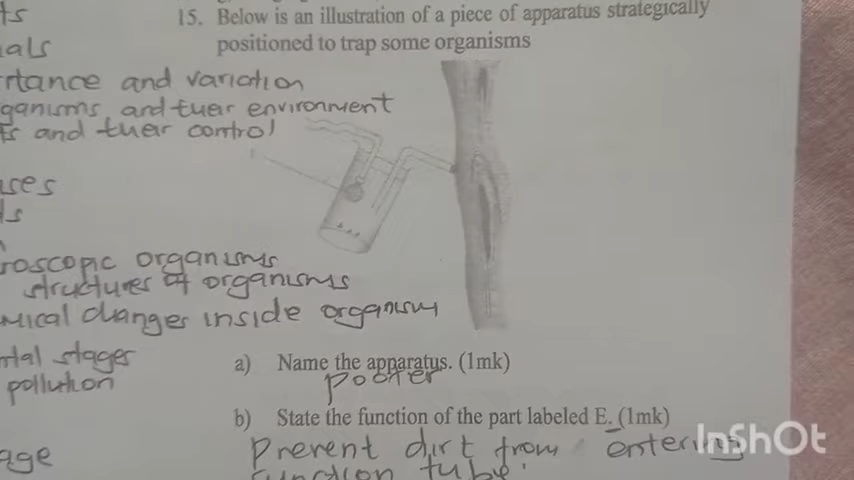 15. Below is an illustration of a piece of apparatus strategically
positioned to trap some organisms
ts
als
rtance and variation
ganisms and their environment
ts and their control
ses
ls
roscopic organisms
structures of organisms
mical changes inside organism
ntal stages
pollution
age
a) Name the apparatus. (1mk)
pooter
b) State the function of the part labeled E. (1mk)
Prevent dirt from entering
tube.
InShOt